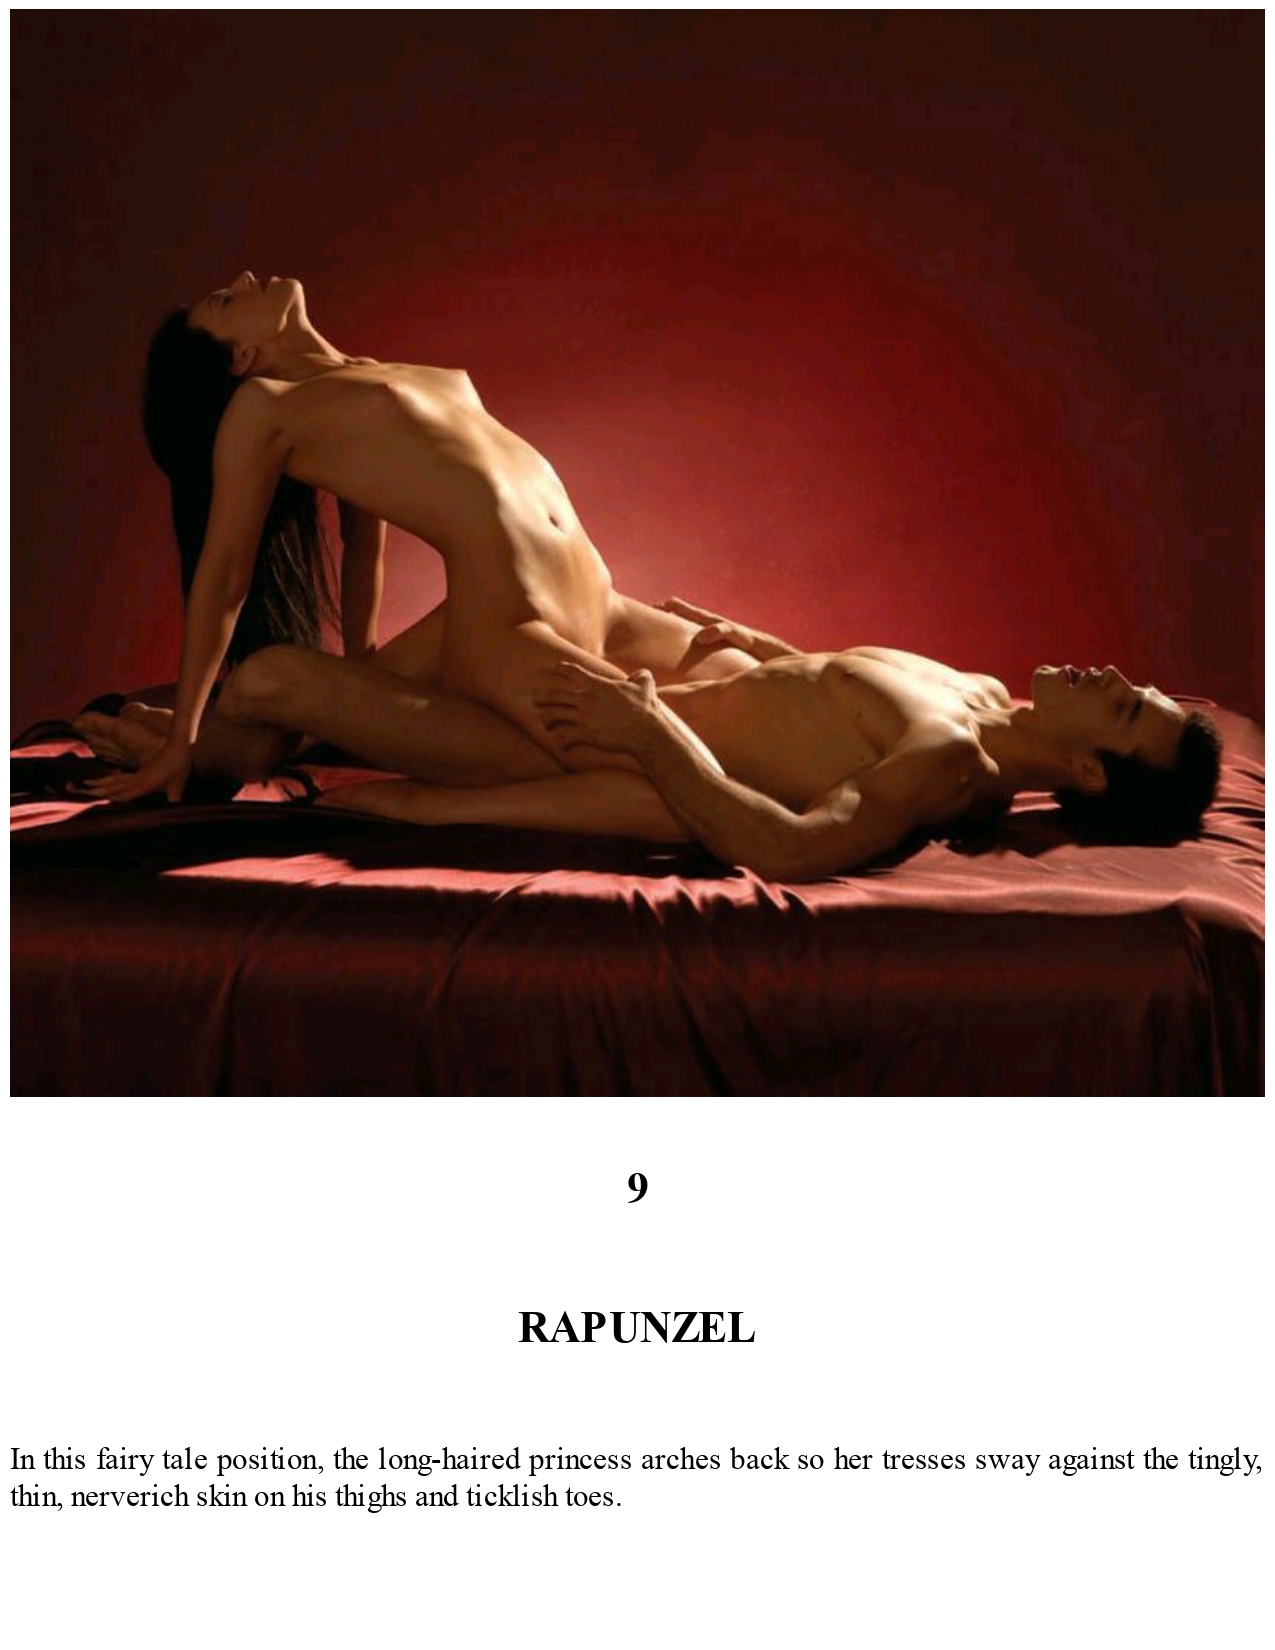 9
RAPUNZEL
In this fairy tale position, the long-haired princess arches back so her tresses sway against the tingly,
thin, nerverich skin on his thighs and ticklish toes.